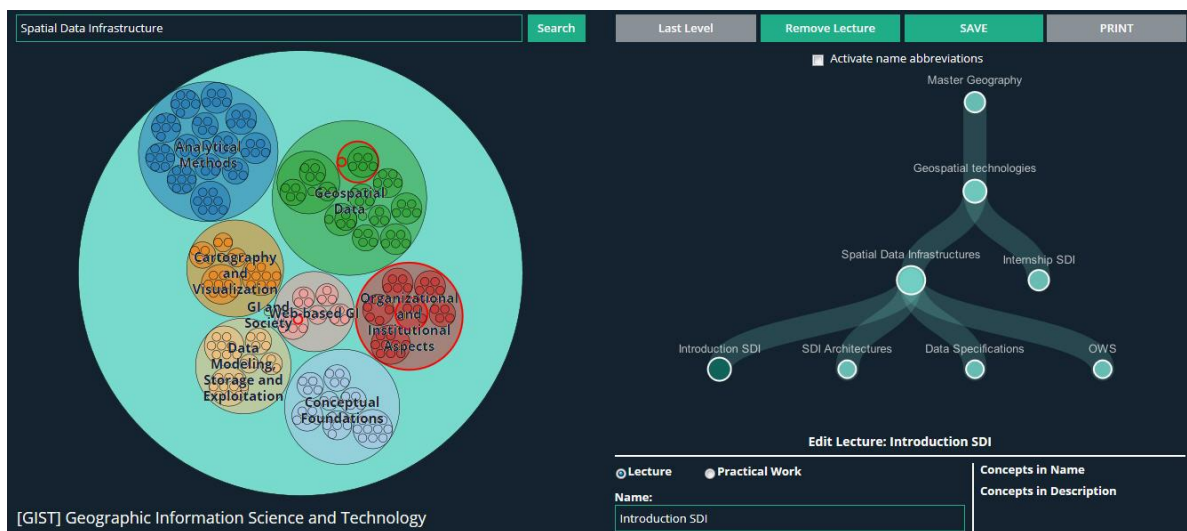 Spatial Data Infrastructure
Search
Last Level
Remove Lecture
SAVE
PRINT
Activate name abbreviations
Master Geography
Geospatial technologies
Spatial Data Infrastructures
Internship SDI
Introduction SDI
SDI Architectures
Data Specifications
OWS
Analytical
Methods
Geospatial
Data
Cartography
and
Visualization
GI and
Society
Web-based GI
Organizational
and
Institutional
Aspects
Data
Modeling,
Storage and
Exploitation
Conceptual
Foundations
[GIST] Geographic Information Science and Technology
Edit Lecture: Introduction SDI
Lecture
Practical Work
Name:
Introduction SDI
Concepts in Name
Concepts in Description